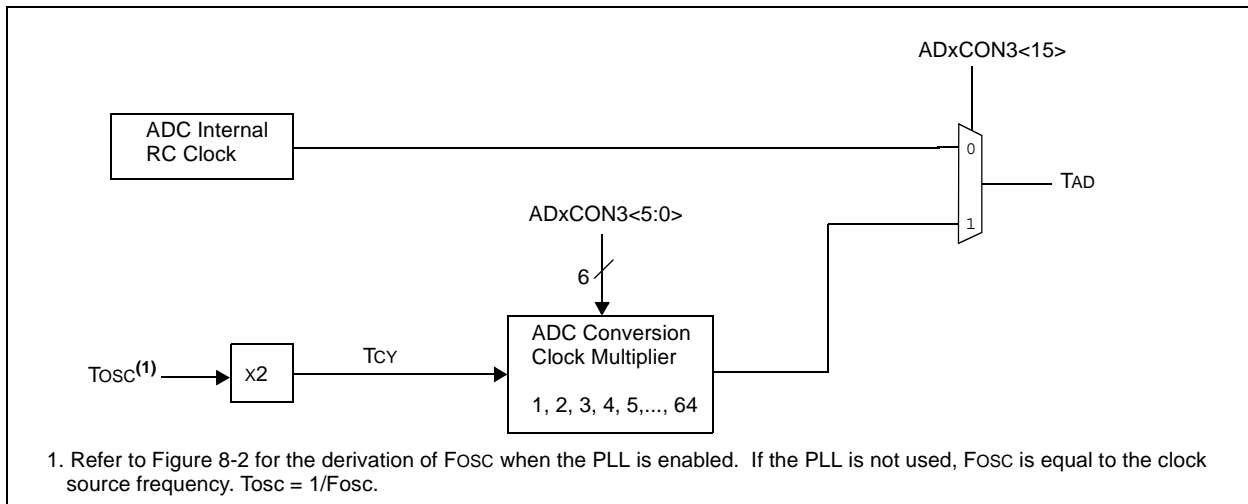 ADxCON3<15>
ADC Internal
RC Clock
0
TAD
ADxCON3<5:0>
1
6
ADC Conversion
Clock Multiplier
TOSC(1)
X2
TCY
1, 2, 3, 4, 5,..., 64
1. Refer to Figure 8-2 for the derivation of FOSC when the PLL is enabled. If the PLL is not used, FOSC is equal to the clock
source frequency. Tosc = 1/Fosc.